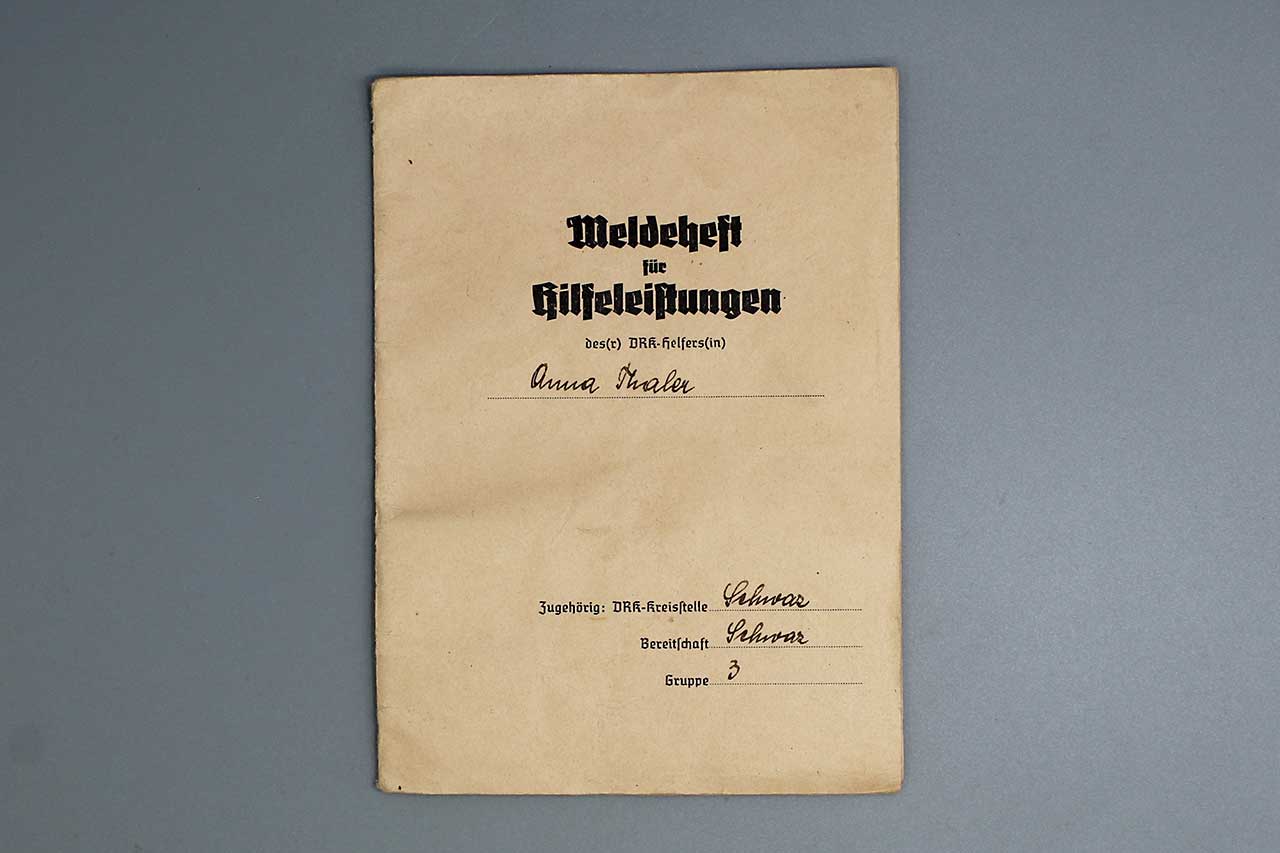 Meldeheft
für
Hilfeleistungen
des(r) DRK-Helfers(in)
Anna Thaler
Zugehörig: DRK-Kreisstelle Schwaz
Bereitschaft Schwaz
Gruppe 3